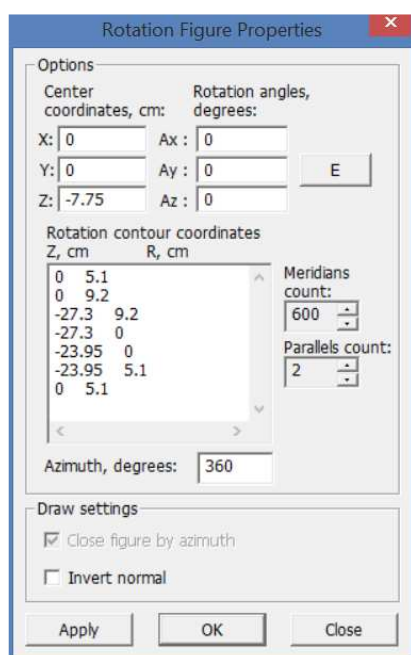 Rotation Figure Properties
Options
Center coordinates, cm:
Rotation angles, degrees:
X: 0 Ax : 0
Y: 0 Ay : 0 E
Z: -7.75 Az : 0
Rotation contour coordinates
Z, cm R, cm
0 5.1
0 9.2
-27.3 9.2
-27.3 0
-23.95 0
-23.95 5.1
0 5.1
Meridians count:
600
Parallels count:
2
Azimuth, degrees: 360
Draw settings
Close figure by azimuth
Invert normal
Apply OK Close